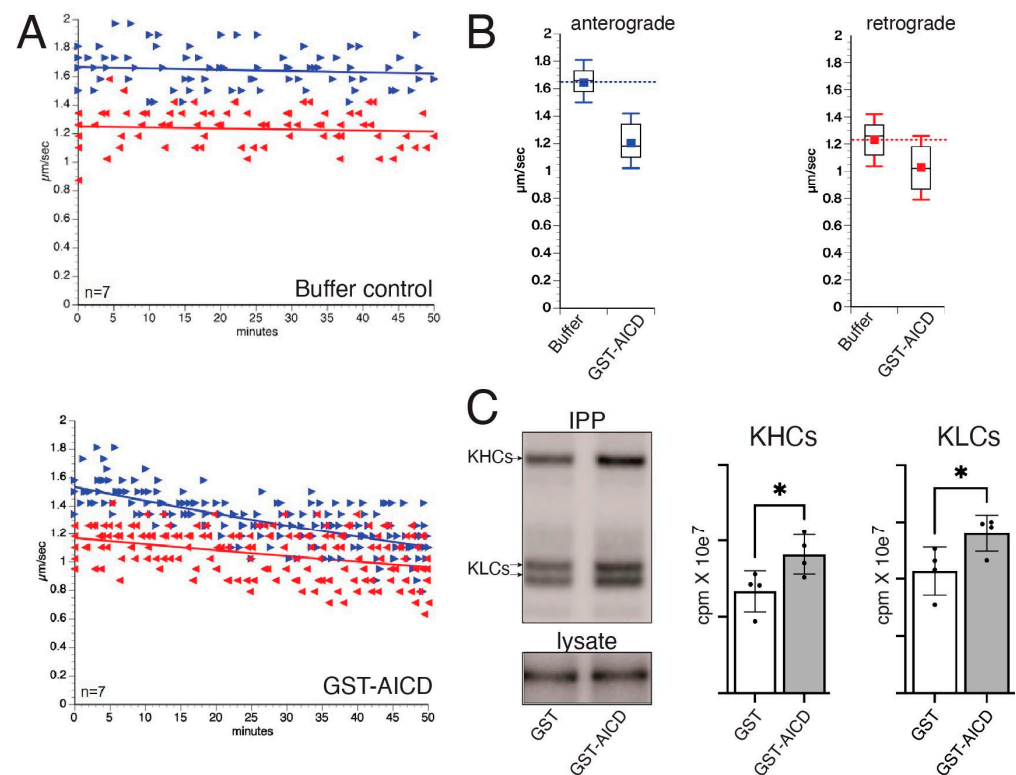 A
2
1.8
1.6
1.4
1.2
1
0.8
0.6
0.4
0.2
0
µm/sec
n=7
Buffer control
0 5 10 15 20 25 30 35 40 45 50
minutes
2
1.8
1.6
1.4
1.2
1
0.8
0.6
0.4
0.2
0
µm/sec
n=7
GST-AICD
0 5 10 15 20 25 30 35 40 45 50
minutes
B
anterograde
2
1.8
1.6
1.4
1.2
1
0.8
0.6
0.4
0.2
0
µm/sec
Buffer
GST-AICD
retrograde
2
1.8
1.6
1.4
1.2
1
0.8
0.6
0.4
0.2
0
µm/sec
Buffer
GST-AICD
C
IPP
KHCs
KLCs
lysate
GST
GST-AICD
KHCs
*
cpm X 10e7
GST
GST-AICD
KLCs
*
cpm X 10e7
GST
GST-AICD